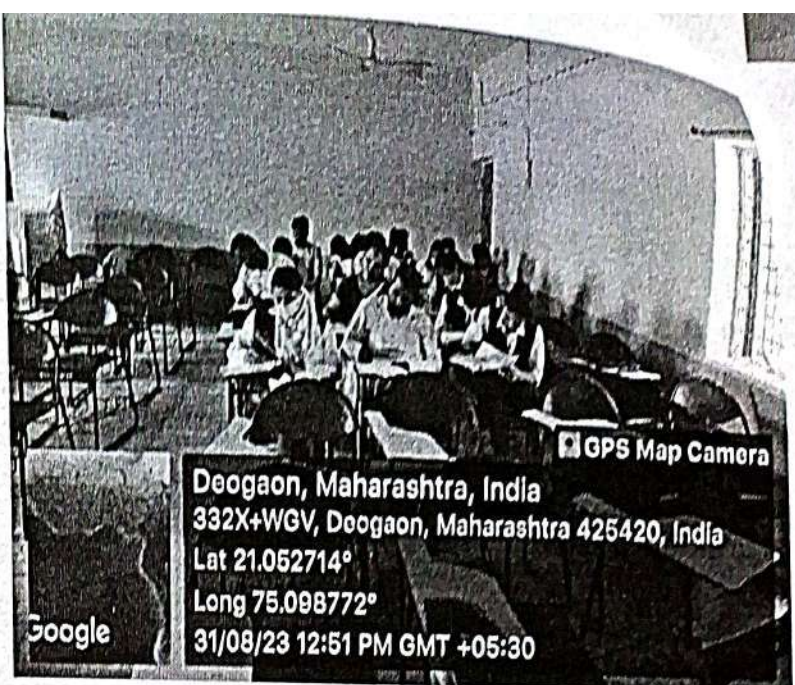 GPS Map Camera
Deogaon, Maharashtra, India
332X+WGV, Deogaon, Maharashtra 425420, India
Lat 21.052714°
Long 75.098772°
31/08/23 12:51 PM GMT +05:30
Google